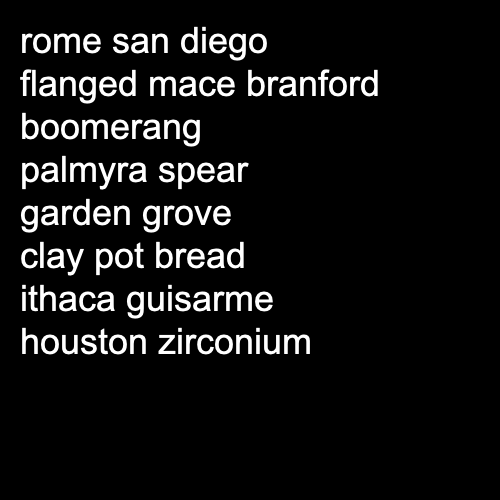 rome san diego
flanged mace branford
boomerang
palmyra spear
garden grove
clay pot bread
ithaca guisarme
houston zirconium